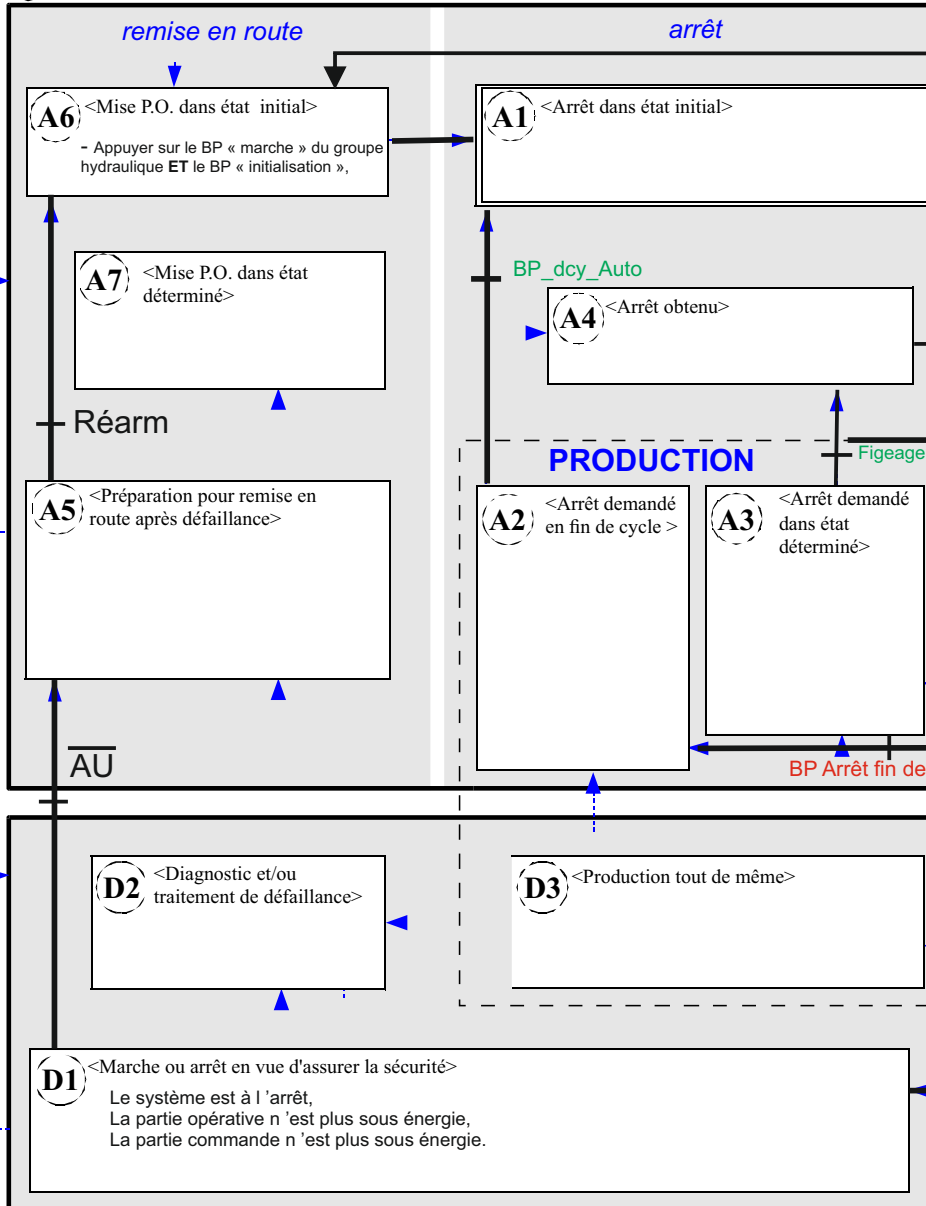 remise en route
arrêt
A6
<Mise P.O. dans état initial>
- Appuyer sur le BP « marche » du groupe
hydraulique ET le BP « initialisation »,
A1
<Arrêt dans état initial>
A7
<Mise P.O. dans état
déterminé>
BP_dcy_Auto
A4
<Arrêt obtenu>
Réarm
PRODUCTION
Figeage
A5
<Préparation pour remise en
route après défaillance>
A2
<Arrêt demandé
en fin de cycle >
A3
<Arrêt demandé
dans état
déterminé>
AU
BP Arrêt fin de
D2
<Diagnostic et/ou
traitement de défaillance>
D3
<Production tout de même>
D1
<Marche ou arrêt en vue d'assurer la sécurité>
Le système est à l ’arrêt,
La partie opérative n ’est plus sous énergie,
La partie commande n ’est plus sous énergie.